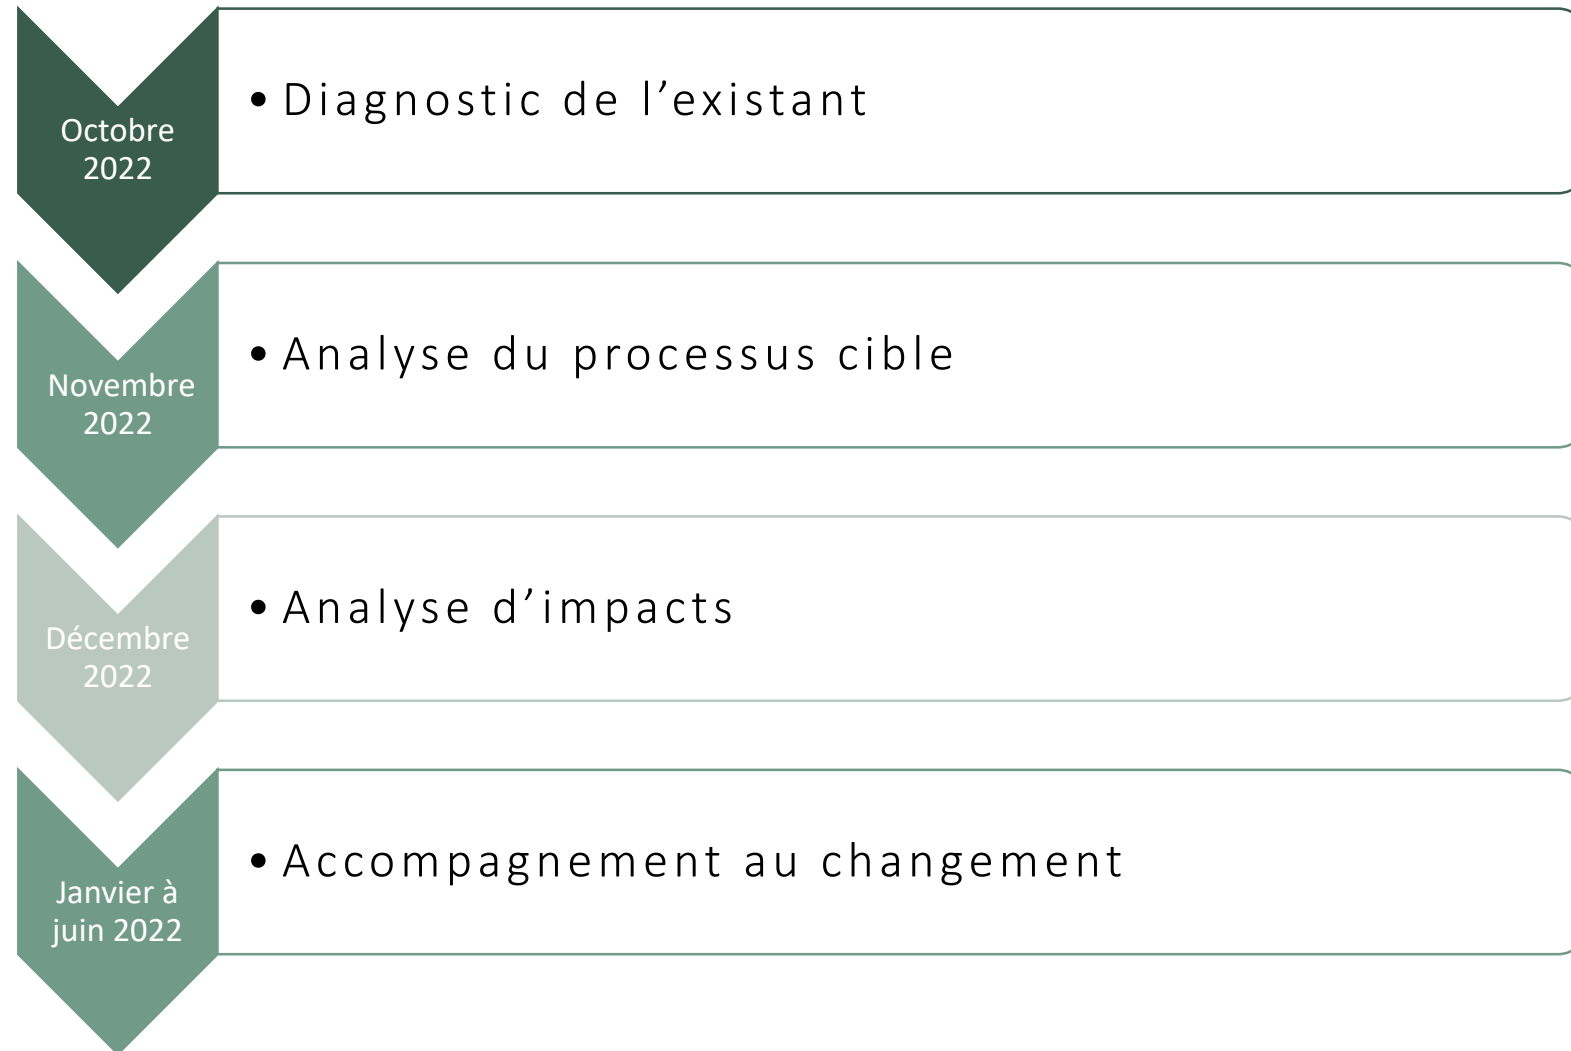 Octobre
2022
• Diagnostic de l’existant
Novembre
2022
• Analyse du processus cible
Décembre
2022
• Analyse d’impacts
Janvier à
juin 2022
• Accompagnement au changement